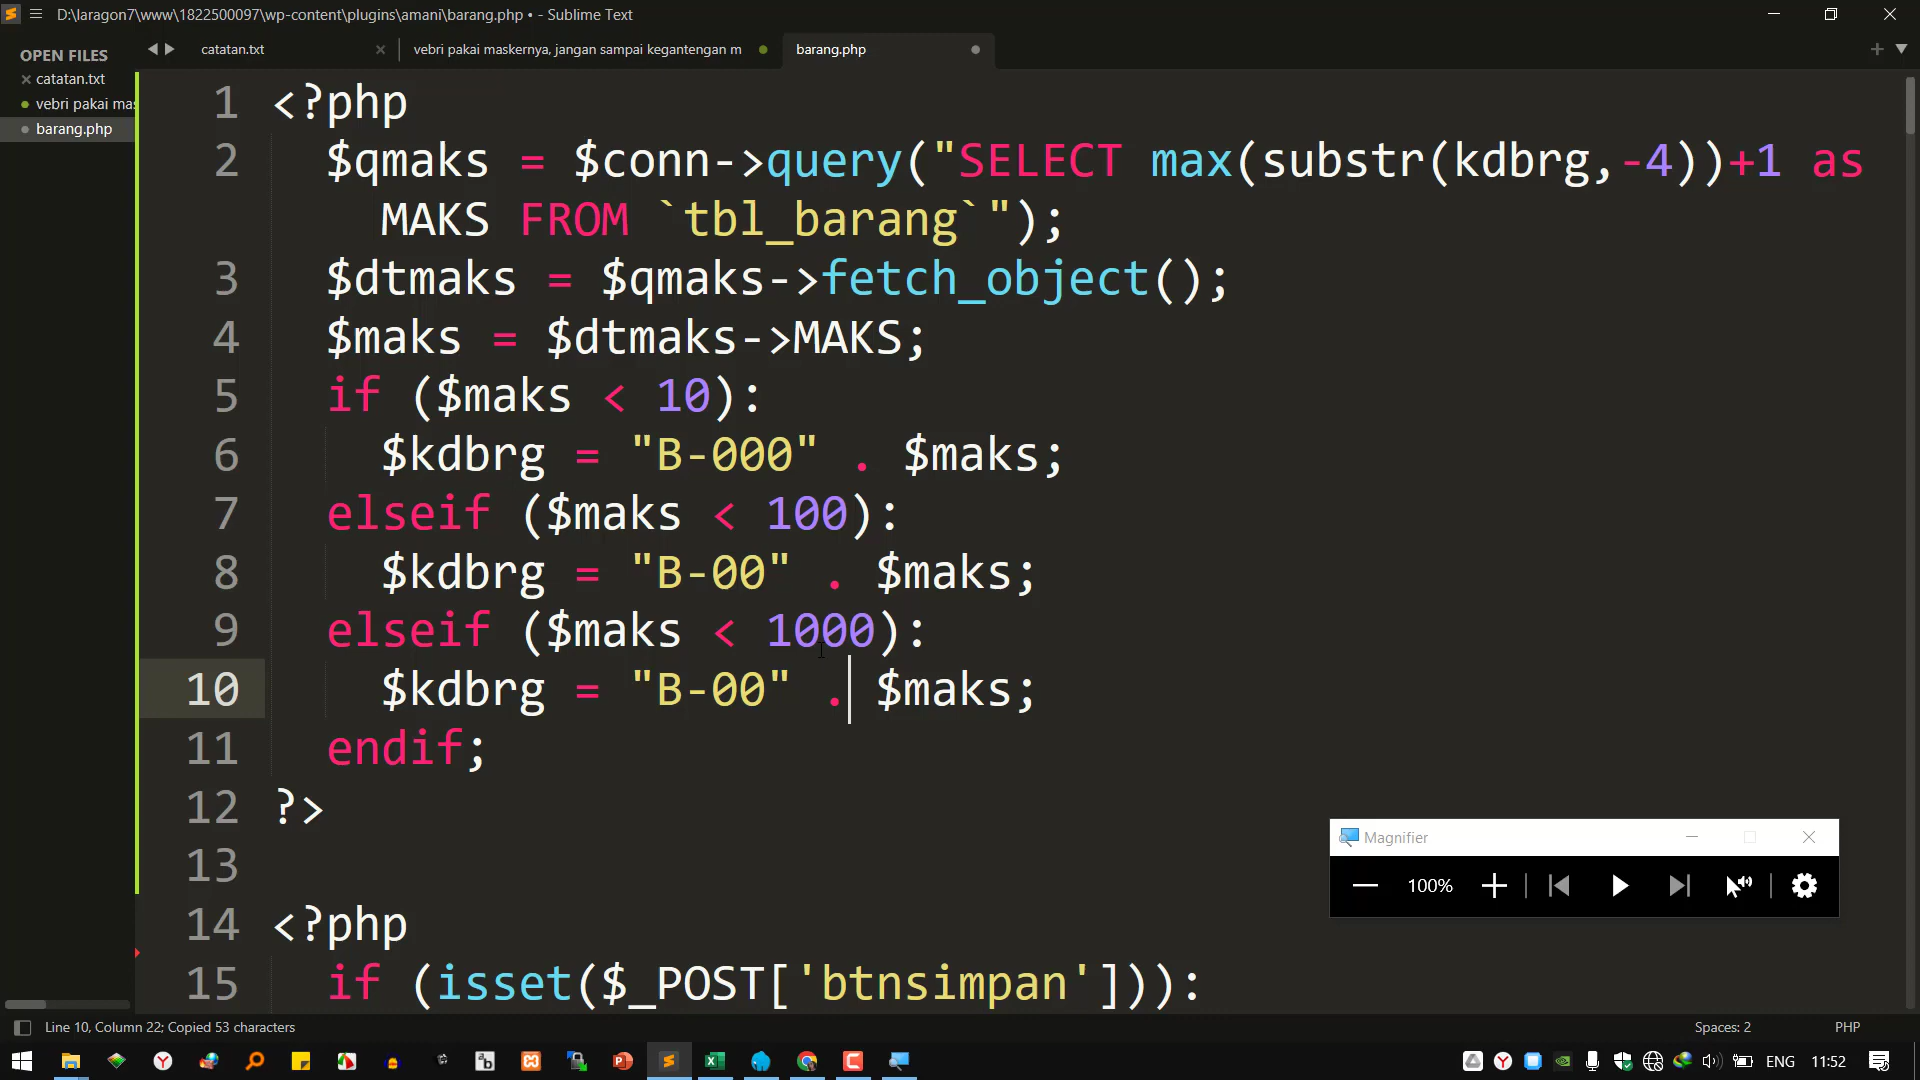 D:\laragon7\www\1822500097\wp-content\plugins\amani\barang.php • - Sublime Text
OPEN FILES
catatan.txt
vebri pakai mas
barang.php
catatan.txt
vebri pakai maskernya, jangan sampai kegantengan m
barang.php
1 <?php
2 $qmaks = $conn->query("SELECT max(substr(kdbrg,-4))+1 as
MAKS FROM `tbl_barang`");
3 $dtmaks = $qmaks->fetch_object();
4 $maks = $dtmaks->MAKS;
5 if ($maks < 10):
6 $kdbrg = "B-000" . $maks;
7 elseif ($maks < 100):
8 $kdbrg = "B-00" . $maks;
9 elseif ($maks < 1000):
10 $kdbrg = "B-00" . $maks;
11 endif;
12 ?>
13
14 <?php
15 if (isset($_POST['btnsimpan'])):
Magnifier
100%
Line 10, Column 22; Copied 53 characters
Spaces: 2
PHP
ENG
11:52